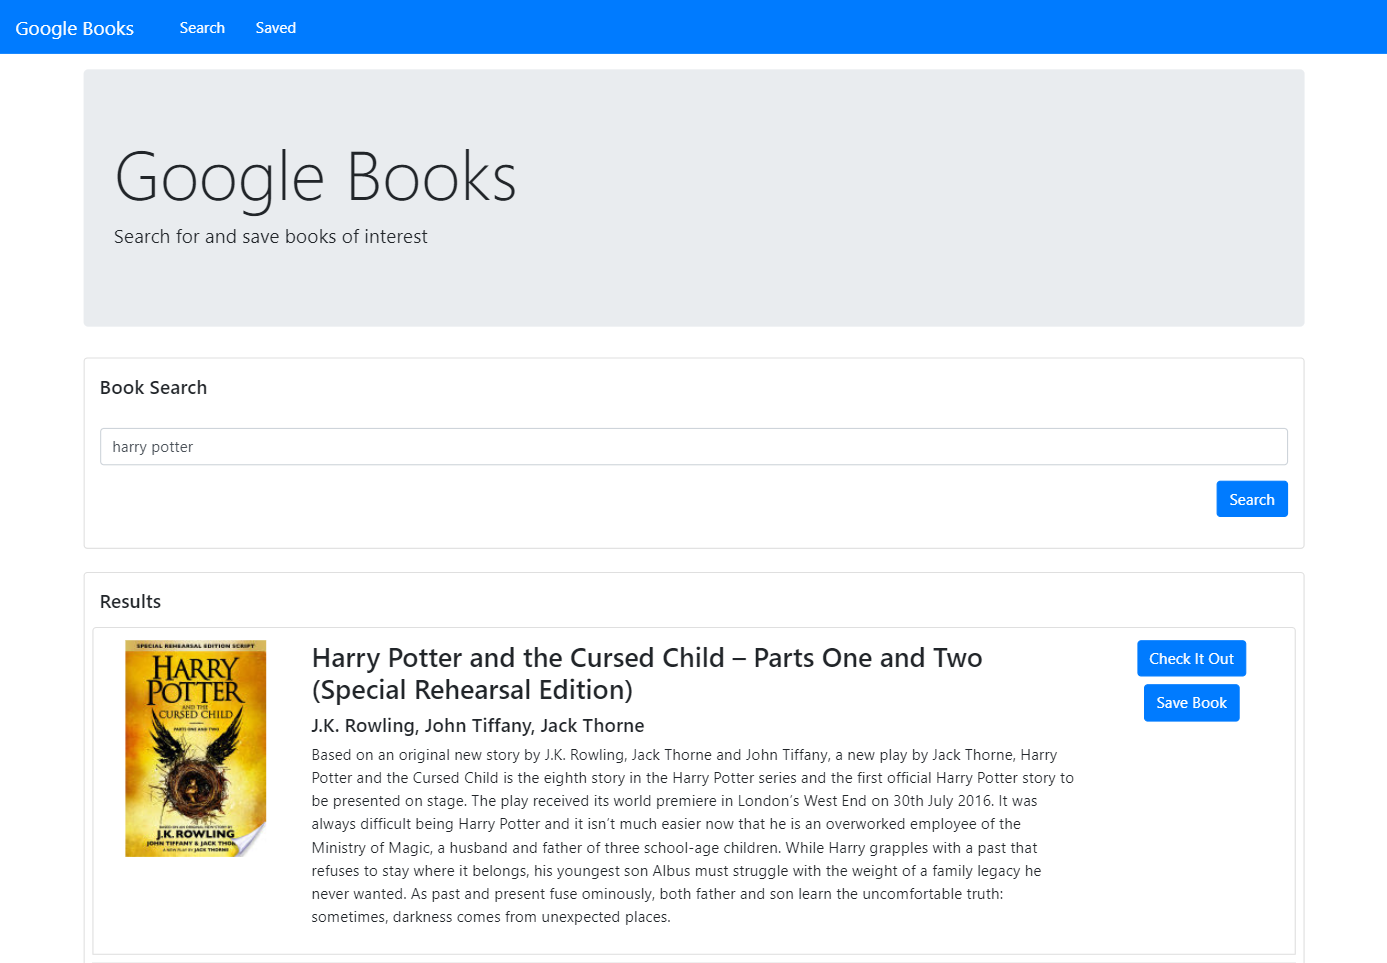 Google Books Search Saved
Google Books
Search for and save books of interest
Book Search
harry potter
Search
Results
SPECIAL REHEARSAL EDITION SCRIPT
HARRY
POTTER
AND THE
CURSED CHILD
PARTS ONE AND TWO
BASED ON AN ORIGINAL NEW STORY BY
J.K. ROWLING
JOHN TIFFANY & JACK THOR
A NEW PLAY BY JACK THORNE
Harry Potter and the Cursed Child – Parts One and Two
(Special Rehearsal Edition)
J.K. Rowling, John Tiffany, Jack Thorne
Based on an original new story by J.K. Rowling, Jack Thorne and John Tiffany, a new play by Jack Thorne, Harry
Potter and the Cursed Child is the eighth story in the Harry Potter series and the first official Harry Potter story to
be presented on stage. The play received its world premiere in London’s West End on 30th July 2016. It was
always difficult being Harry Potter and it isn’t much easier now that he is an overworked employee of the
Ministry of Magic, a husband and father of three school-age children. While Harry grapples with a past that
refuses to stay where it belongs, his youngest son Albus must struggle with the weight of a family legacy he
never wanted. As past and present fuse ominously, both father and son learn the uncomfortable truth:
sometimes, darkness comes from unexpected places.
Check It Out
Save Book